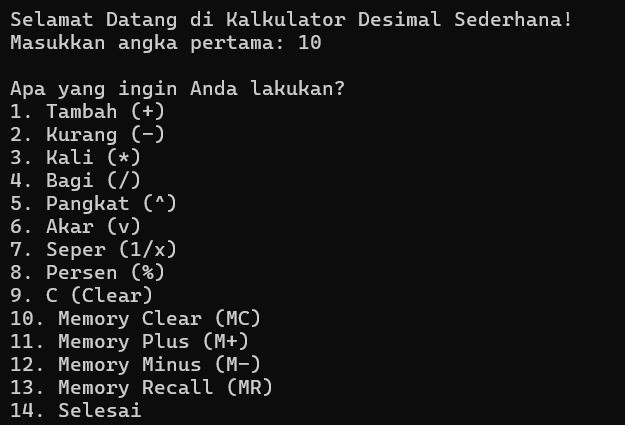 Selamat Datang di Kalkulator Desimal Sederhana!
Masukkan angka pertama: 10
Apa yang ingin Anda lakukan?
1. Tambah (+)
2. Kurang (-)
3. Kali (*)
4. Bagi (/)
5. Pangkat (^)
6. Akar (v)
7. Seper (1/x)
8. Persen (%)
9. C (Clear)
10. Memory Clear (MC)
11. Memory Plus (M+)
12. Memory Minus (M-)
13. Memory Recall (MR)
14. Selesai